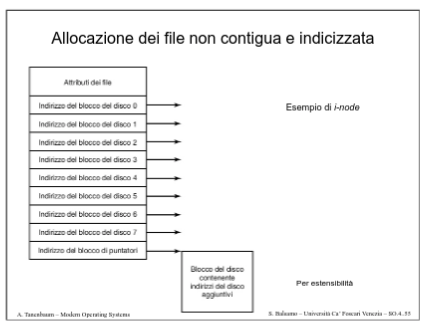 Allocazione dei file non contigua e indicizzata
Attributi dei file
Indirizzo del blocco del disco 0
Indirizzo del blocco del disco 1
Indirizzo del blocco del disco 2
Indirizzo del blocco del disco 3
Indirizzo del blocco del disco 4
Indirizzo del blocco del disco 5
Indirizzo del blocco del disco 6
Indirizzo del blocco del disco 7
Indirizzo del blocco di puntatori
Esempio di i-node
Blocco del disco
contenente
indirizzi del disco
aggiuntivi
Per estensibilità
A. Tanenbaum – Modern Operating Systems
S. Balsamo – Università Ca' Foscari Venezia – SO.4.55